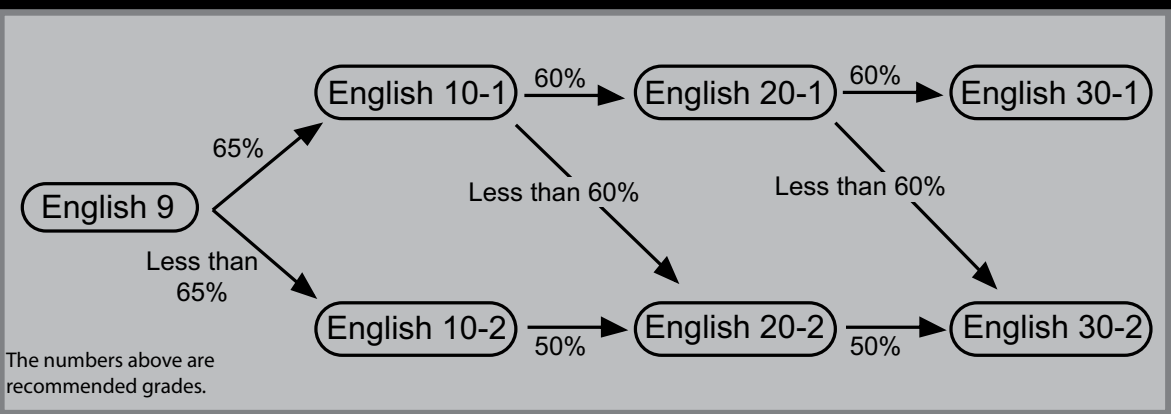 English 10-1
60%
English 20-1
60%
English 30-1
65%
English 9
Less than 60%
Less than 60%
Less than
65%
English 10-2
50%
English 20-2
50%
English 30-2
The numbers above are
recommended grades.